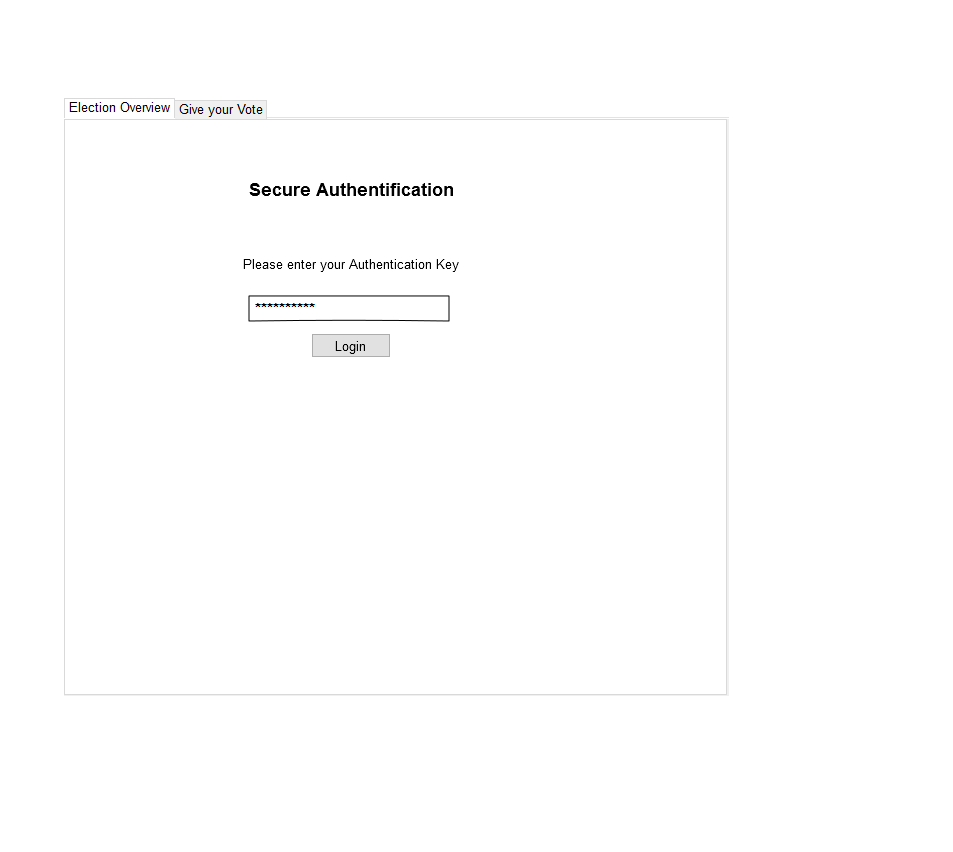 Election Overview Give your Vote
Secure Authentification
Please enter your Authentication Key
**********
Login